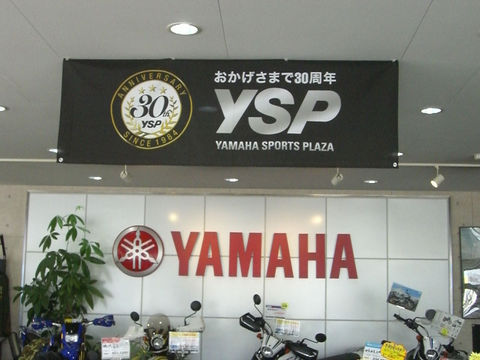 ANNIVERSARY
30th
YSP
SINCE 1984
おかげさまで30周年
YSP
YAMAHA SPORTS PLAZA
YAMAHA